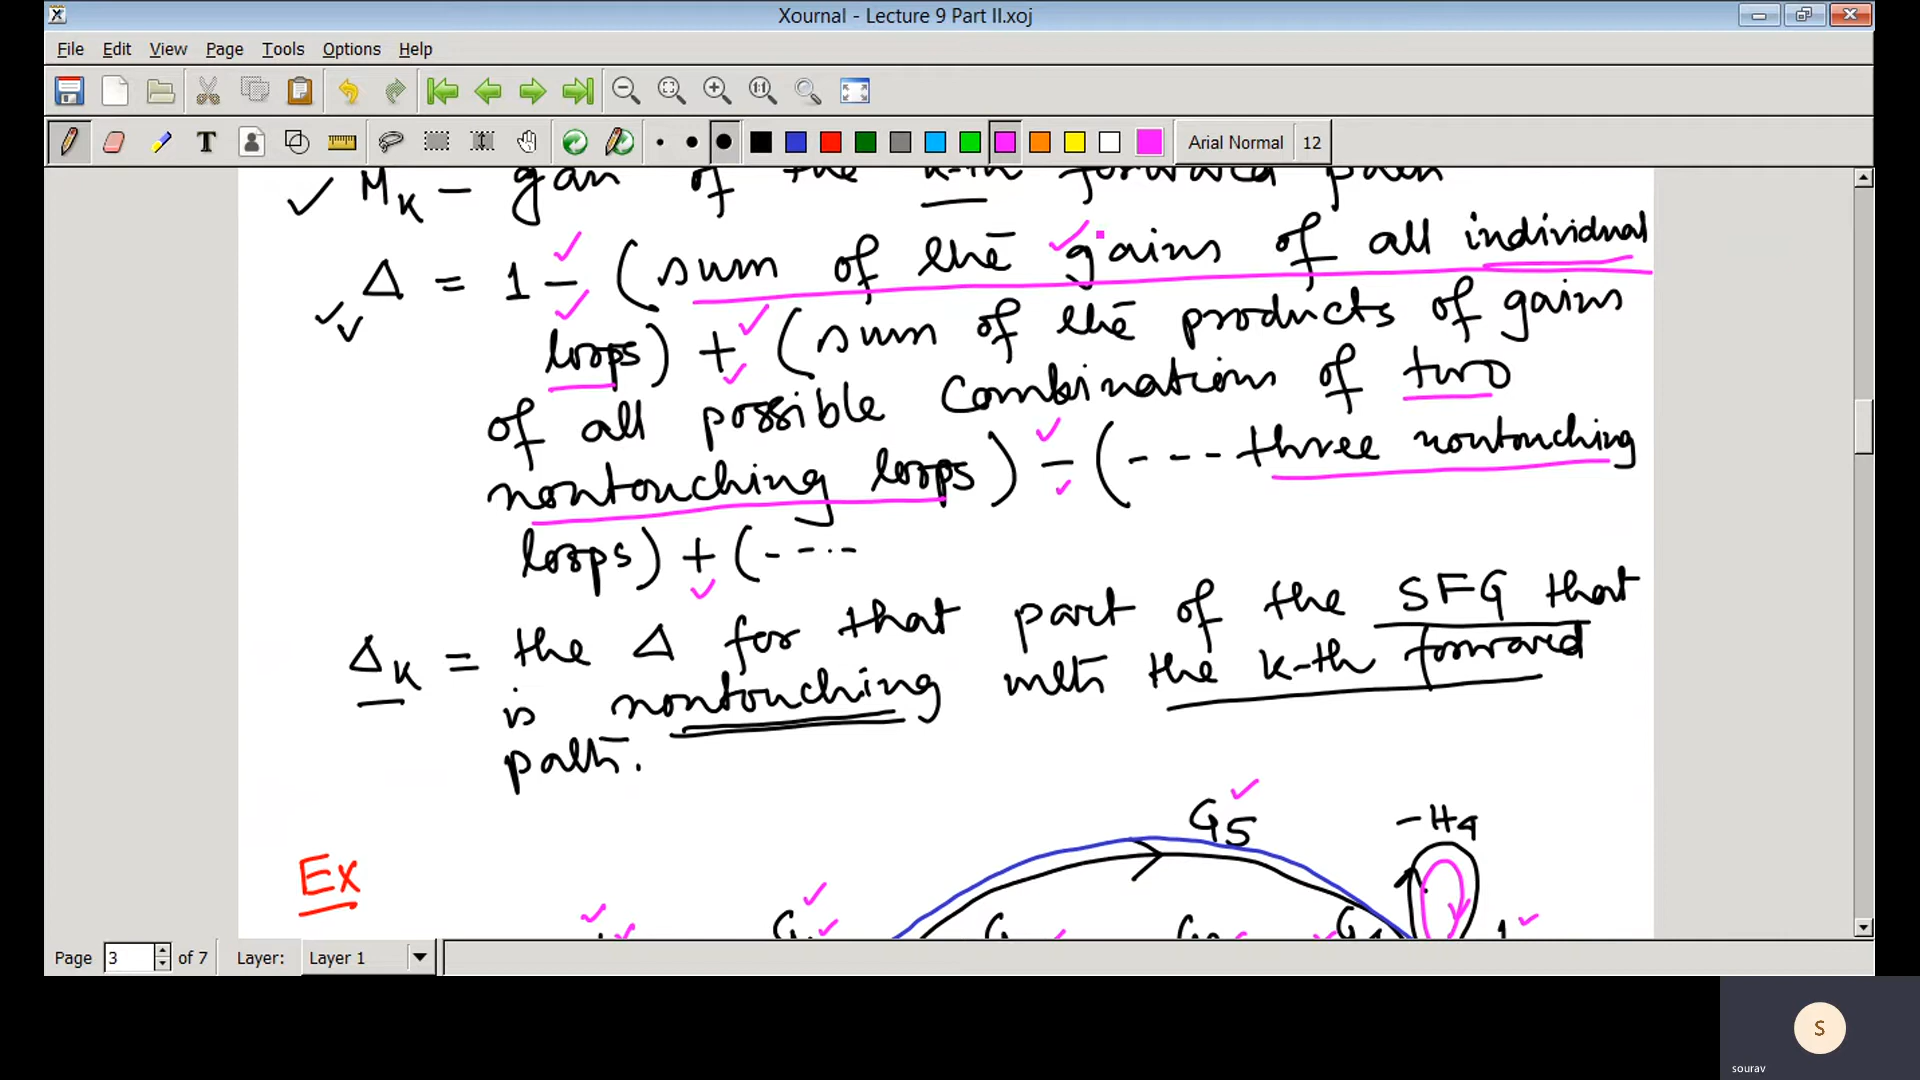 Xournal - Lecture 9 Part II.xoj
File Edit View Page Tools Options Help
Arial Normal 12
M_K - gain of the k-th forward path
Δ = 1 - (sum of the gains of all individual
loops) + (sum of the products of gains
of all possible combinations of two
nontouching loops) - (--- three nontouching
loops) + (----
Δ_K = the Δ for that part of the SFG that
is nontouching with the k-th forward
path.
G5
-H4
Ex
Page 3 of 7 Layer: Layer 1
S
sourav